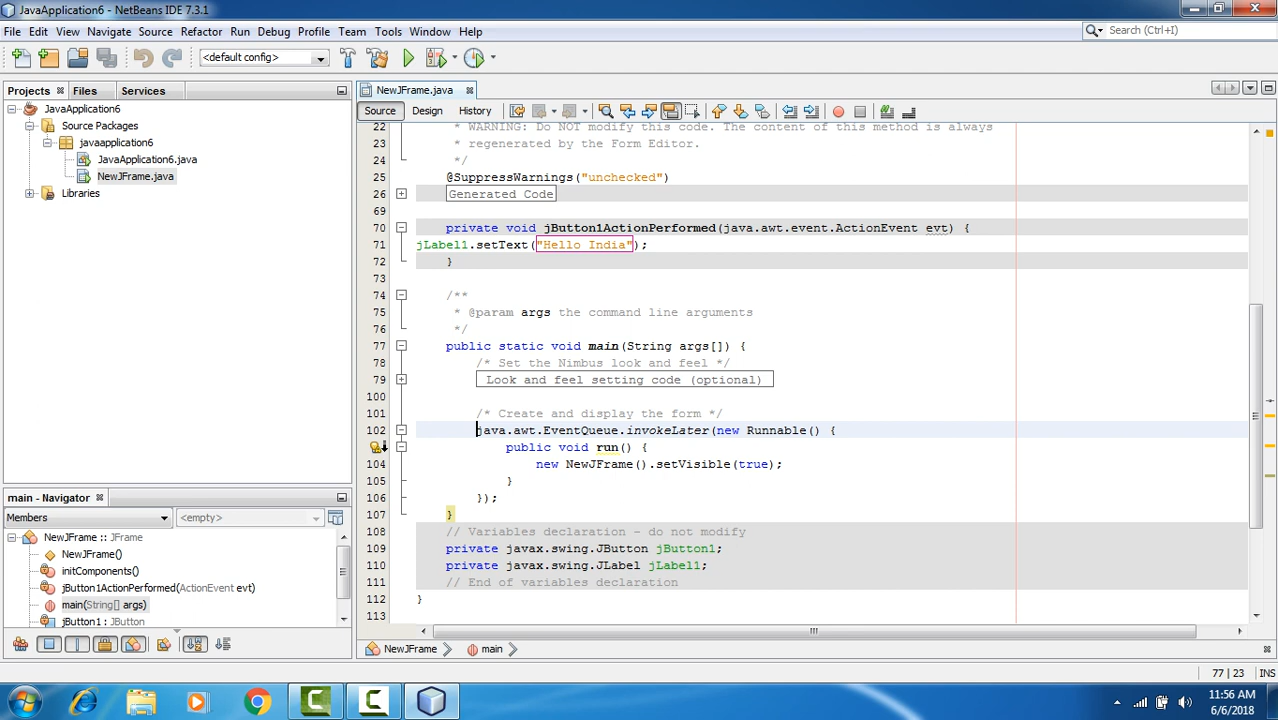 JavaApplication6 - NetBeans IDE 7.3.1
File Edit View Navigate Source Refactor Run Debug Profile Team Tools Window Help
Search (Ctrl+I)
<default config>
Projects Files Services
JavaApplication6
Source Packages
javaapplication6
JavaApplication6.java
NewJFrame.java
Libraries
NewJFrame.java
Source Design History
22 * WARNING: Do NOT modify this code. The content of this method is always
23 * regenerated by the Form Editor.
24 */
25 @SuppressWarnings("unchecked")
26 Generated Code
69
70 private void jButton1ActionPerformed(java.awt.event.ActionEvent evt) {
71 jLabel1.setText("Hello India");
72 }
73
74 /**
75 * @param args the command line arguments
76 */
77 public static void main(String args[]) {
78 /* Set the Nimbus look and feel */
79 Look and feel setting code (optional)
100
101 /* Create and display the form */
102 java.awt.EventQueue.invokeLater(new Runnable() {
public void run() {
104 new NewJFrame().setVisible(true);
105 }
106 });
107 }
108 // Variables declaration - do not modify
109 private javax.swing.JButton jButton1;
110 private javax.swing.JLabel jLabel1;
111 // End of variables declaration
112 }
113
main - Navigator
Members <empty>
NewJFrame :: JFrame
NewJFrame()
initComponents()
jButton1ActionPerformed(ActionEvent evt)
main(String[] args)
jButton1 : JButton
NewJFrame main
77 | 23 INS
11:56 AM
6/6/2018